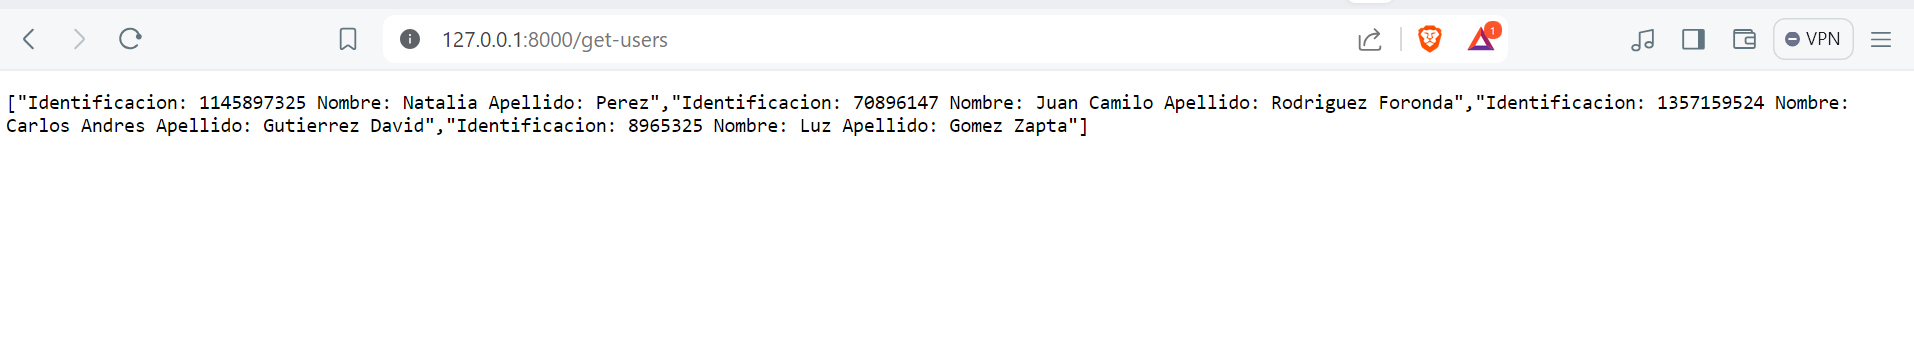 127.0.0.1:8000/get-users
1
VPN
["Identificacion: 1145897325 Nombre: Natalia Apellido: Perez","Identificacion: 70896147 Nombre: Juan Camilo Apellido: Rodriguez Foronda","Identificacion: 1357159524 Nombre:
Carlos Andres Apellido: Gutierrez David","Identificacion: 8965325 Nombre: Luz Apellido: Gomez Zapta"]